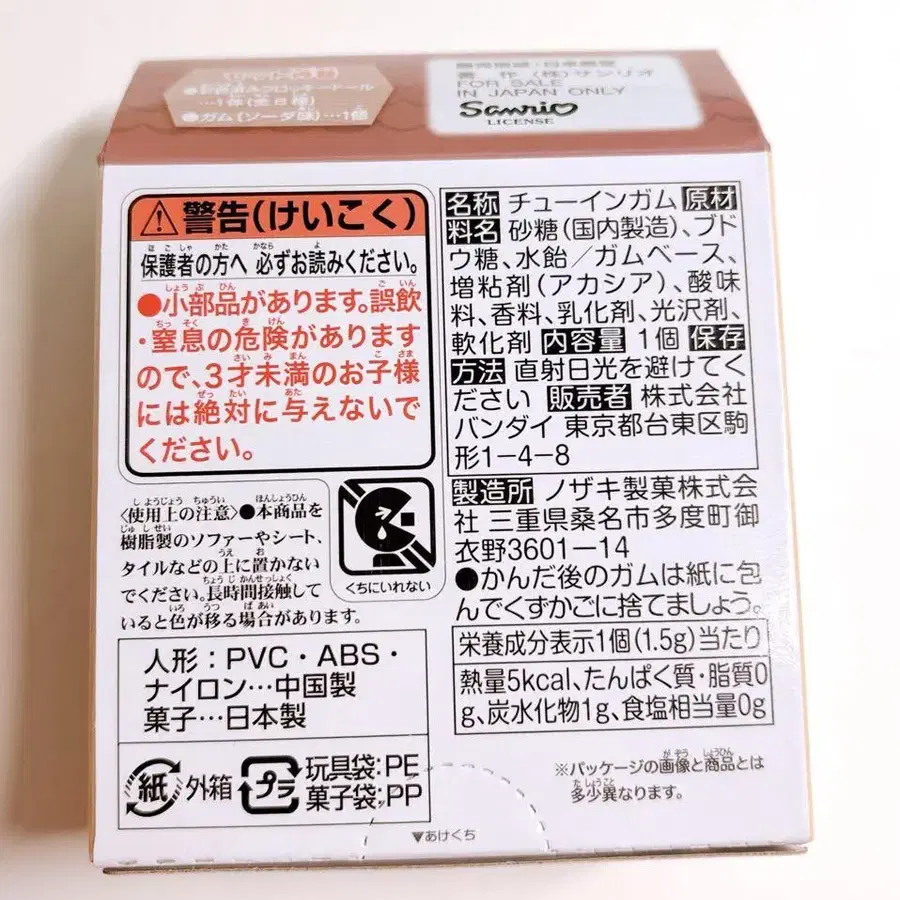 セット内容
…1体(全8種)
●ガム(ソーダ味)…1個
販売地域:日本限定
著作(株)サンリオ
FOR SALE
IN JAPAN ONLY
Sanrio
LICENSE
警告(けいこく)
保護者の方へ 必ずお読みください。
●小部品があります。誤飲
・窒息の危険があります
ので、3才未満のお子様
には絶対に与えないで
ください。
〈使用上の注意〉●本商品を
樹脂製のソファーやシート、
タイルなどの上に置かない
でください。長時間接触して
いると色が移る場合があります。
くちにいれない
人形:PVC・ABS・
ナイロン…中国製
菓子…日本製
紙 外箱
プラ 玩具袋:PE
菓子袋:PP
名称 チューインガム 原材
料名 砂糖(国内製造)、ブド
ウ糖、水飴/ガムベース、
増粘剤(アカシア)、酸味
料、香料、乳化剤、光沢剤、
軟化剤 内容量 1個 保存
方法 直射日光を避けてく
ださい 販売者 株式会社
バンダイ 東京都台東区駒
形1-4-8
製造所 ノザキ製菓株式会
社 三重県桑名市多度町御
衣野3601-14
●かんだ後のガムは紙に包
んでくずかごに捨てましょう。
栄養成分表示1個(1.5g)当たり
熱量5kcal、たんぱく質・脂質0
g、炭水化物1g、食塩相当量0g
※パッケージの画像と商品とは
多少異なります。
▼あけくち